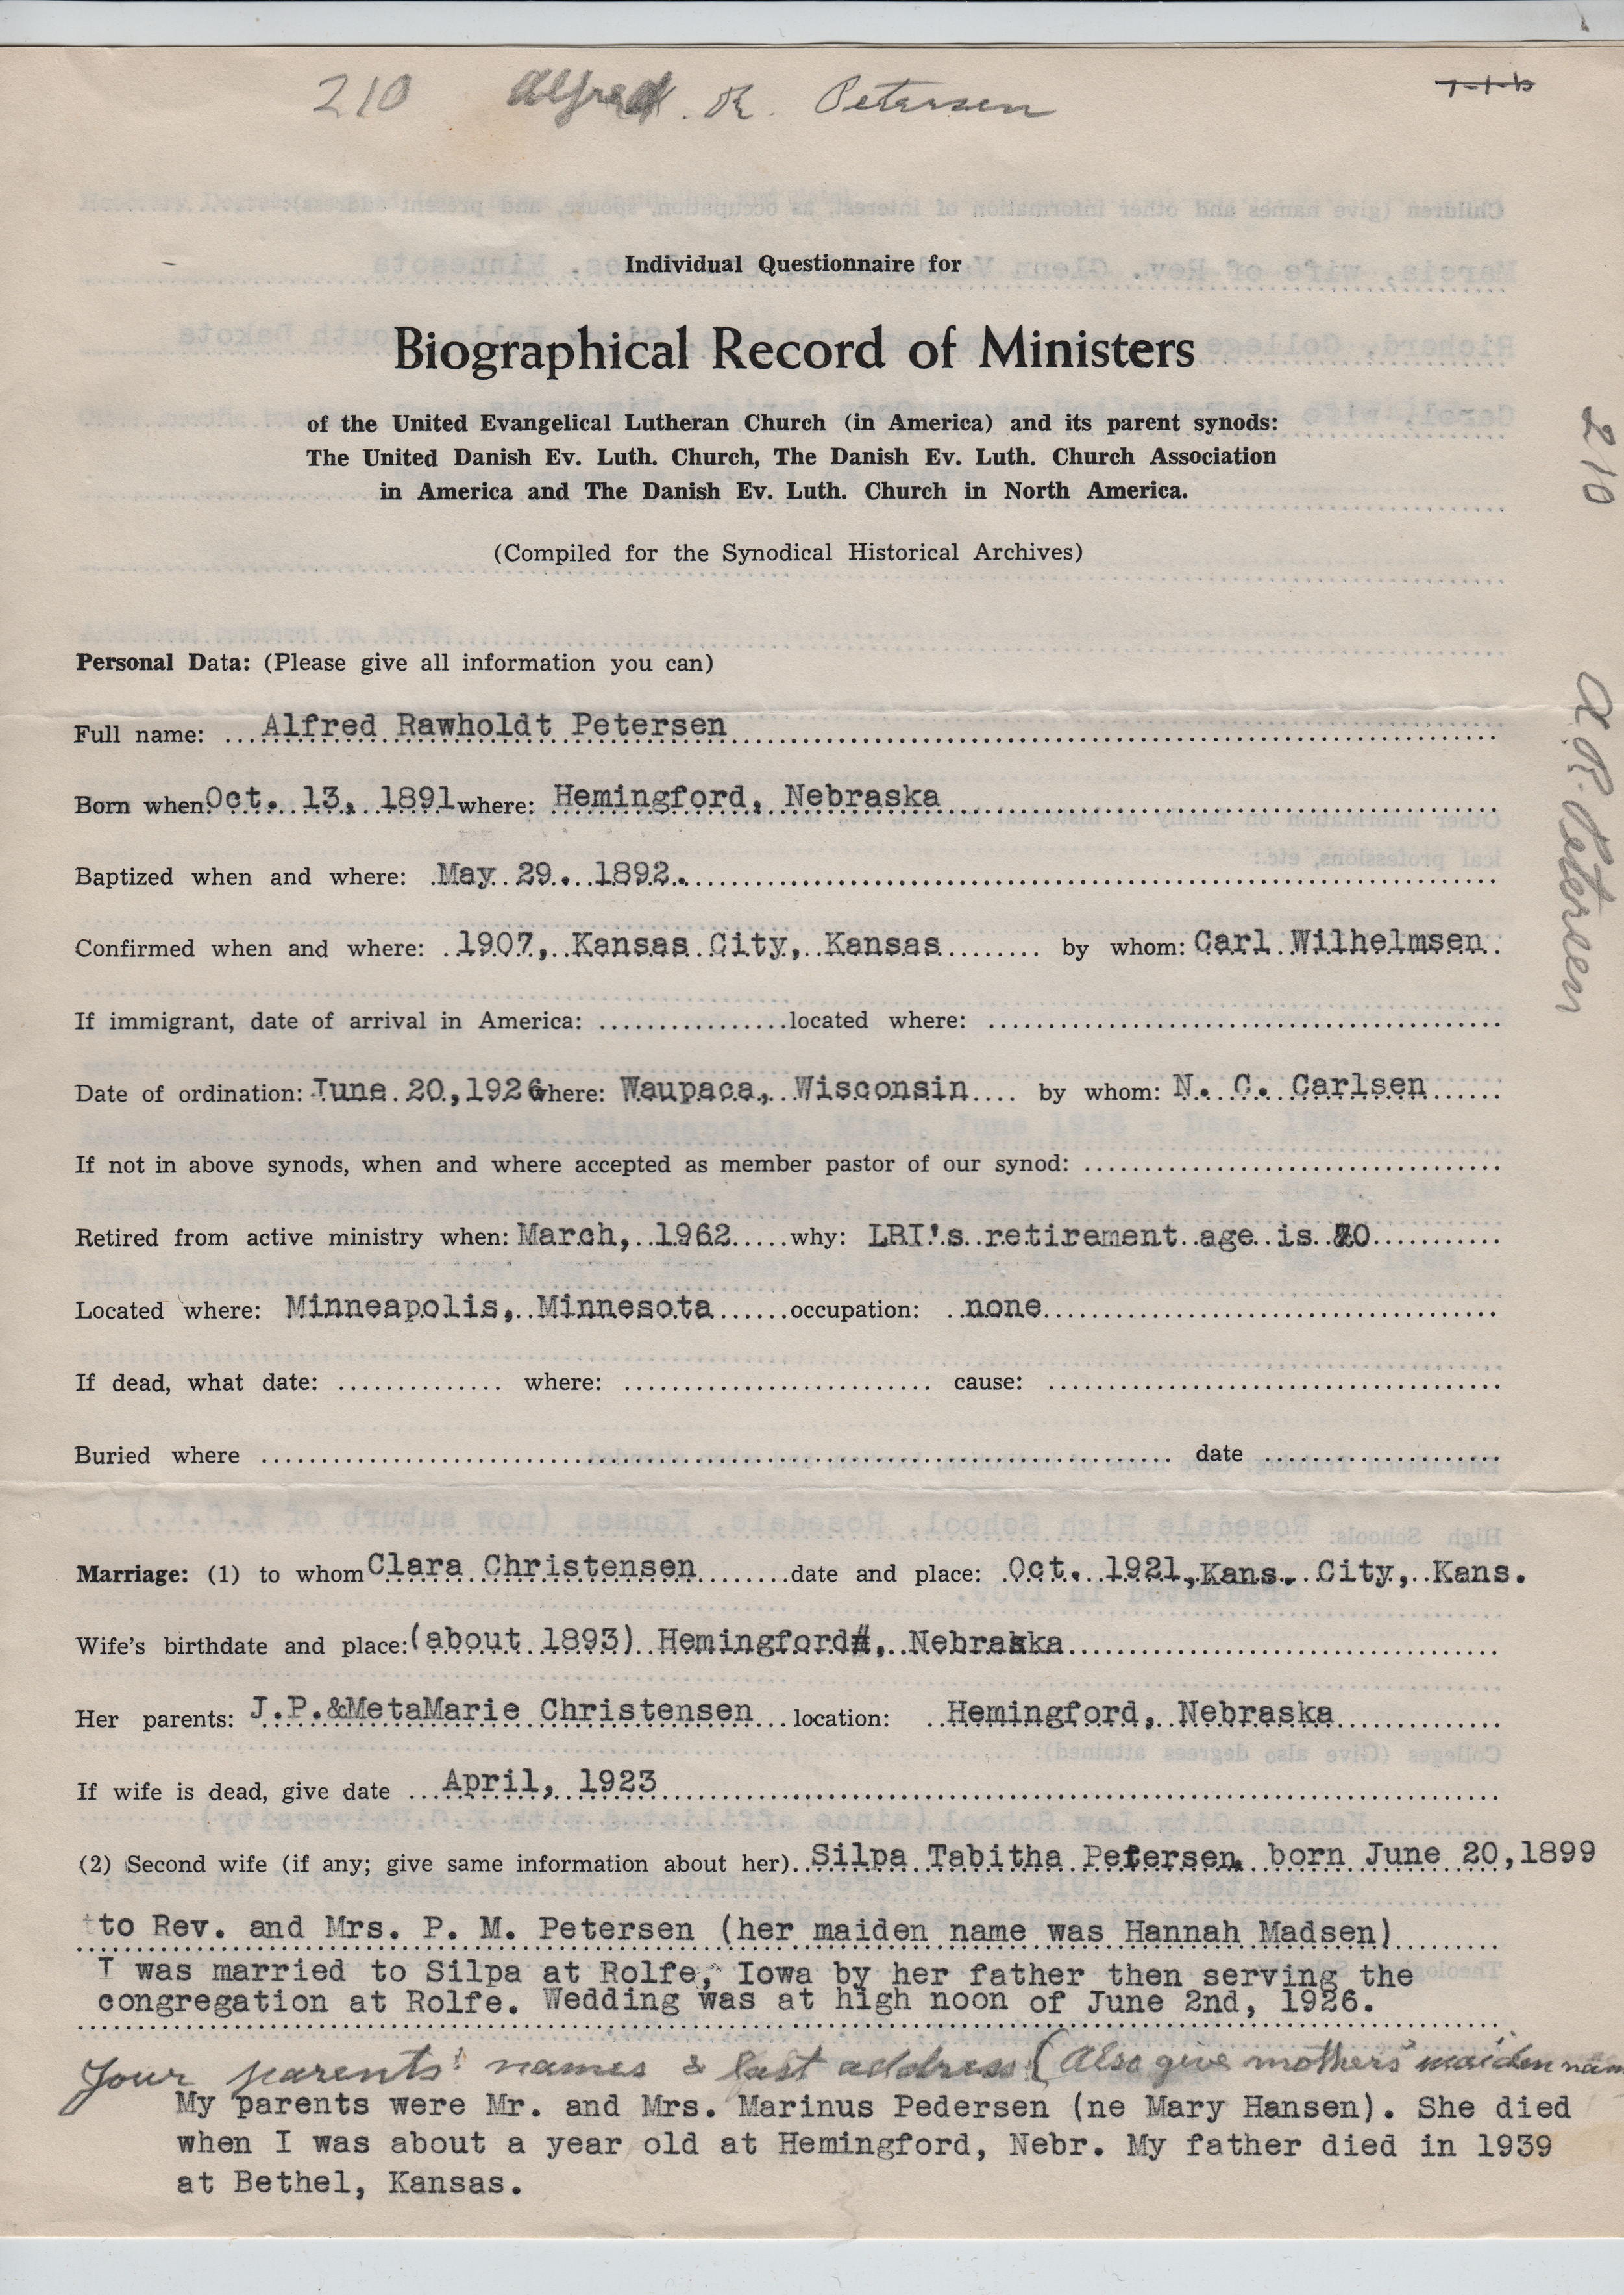 210 Alfred. R. Petersen
Individual Questionnaire for
Biographical Record of Ministers
of the United Evangelical Lutheran Church (in America) and its parent synods:
The United Danish Ev. Luth. Church, The Danish Ev. Luth. Church Association
in America and The Danish Ev. Luth. Church in North America.
(Compiled for the Synodical Historical Archives)
210
A. R. Petersen
Personal Data: (Please give all information you can)
Full name: Alfred Rawholdt Petersen
Born when Oct. 13, 1891 where: Hemingford, Nebraska
Baptized when and where: May 29. 1892.
Confirmed when and where: 1907, Kansas City, Kansas by whom: Carl Wilhelmsen.
If immigrant, date of arrival in America: located where:
Date of ordination: June 20,1926 where: Waupaca, Wisconsin by whom: N. C. Carlsen
If not in above synods, when and where accepted as member pastor of our synod:
Retired from active ministry when: March, 1962 why: LBI's retirement age is 70
Located where: Minneapolis, Minnesota occupation: none
If dead, what date: where: cause:
Buried where date
Marriage: (1) to whom Clara Christensen date and place: Oct. 1921, Kans. City, Kans.
Wife's birthdate and place: (about 1893) Hemingford, Nebraska
Her parents: J.P.&MetaMarie Christensen location: Hemingford, Nebraska
If wife is dead, give date April, 1923
(2) Second wife (if any; give same information about her) Silpa Tabitha Petersen, born June 20,1899
to Rev. and Mrs. P. M. Petersen (her maiden name was Hannah Madsen)
I was married to Silpa at Rolfe, Iowa by her father then serving the
congregation at Rolfe. Wedding was at high noon of June 2nd, 1926.
Your parents' names & last address (Also give mothers' maiden nam
My parents were Mr. and Mrs. Marinus Pedersen (ne Mary Hansen). She died
when I was about a year old at Hemingford, Nebr. My father died in 1939
at Bethel, Kansas.